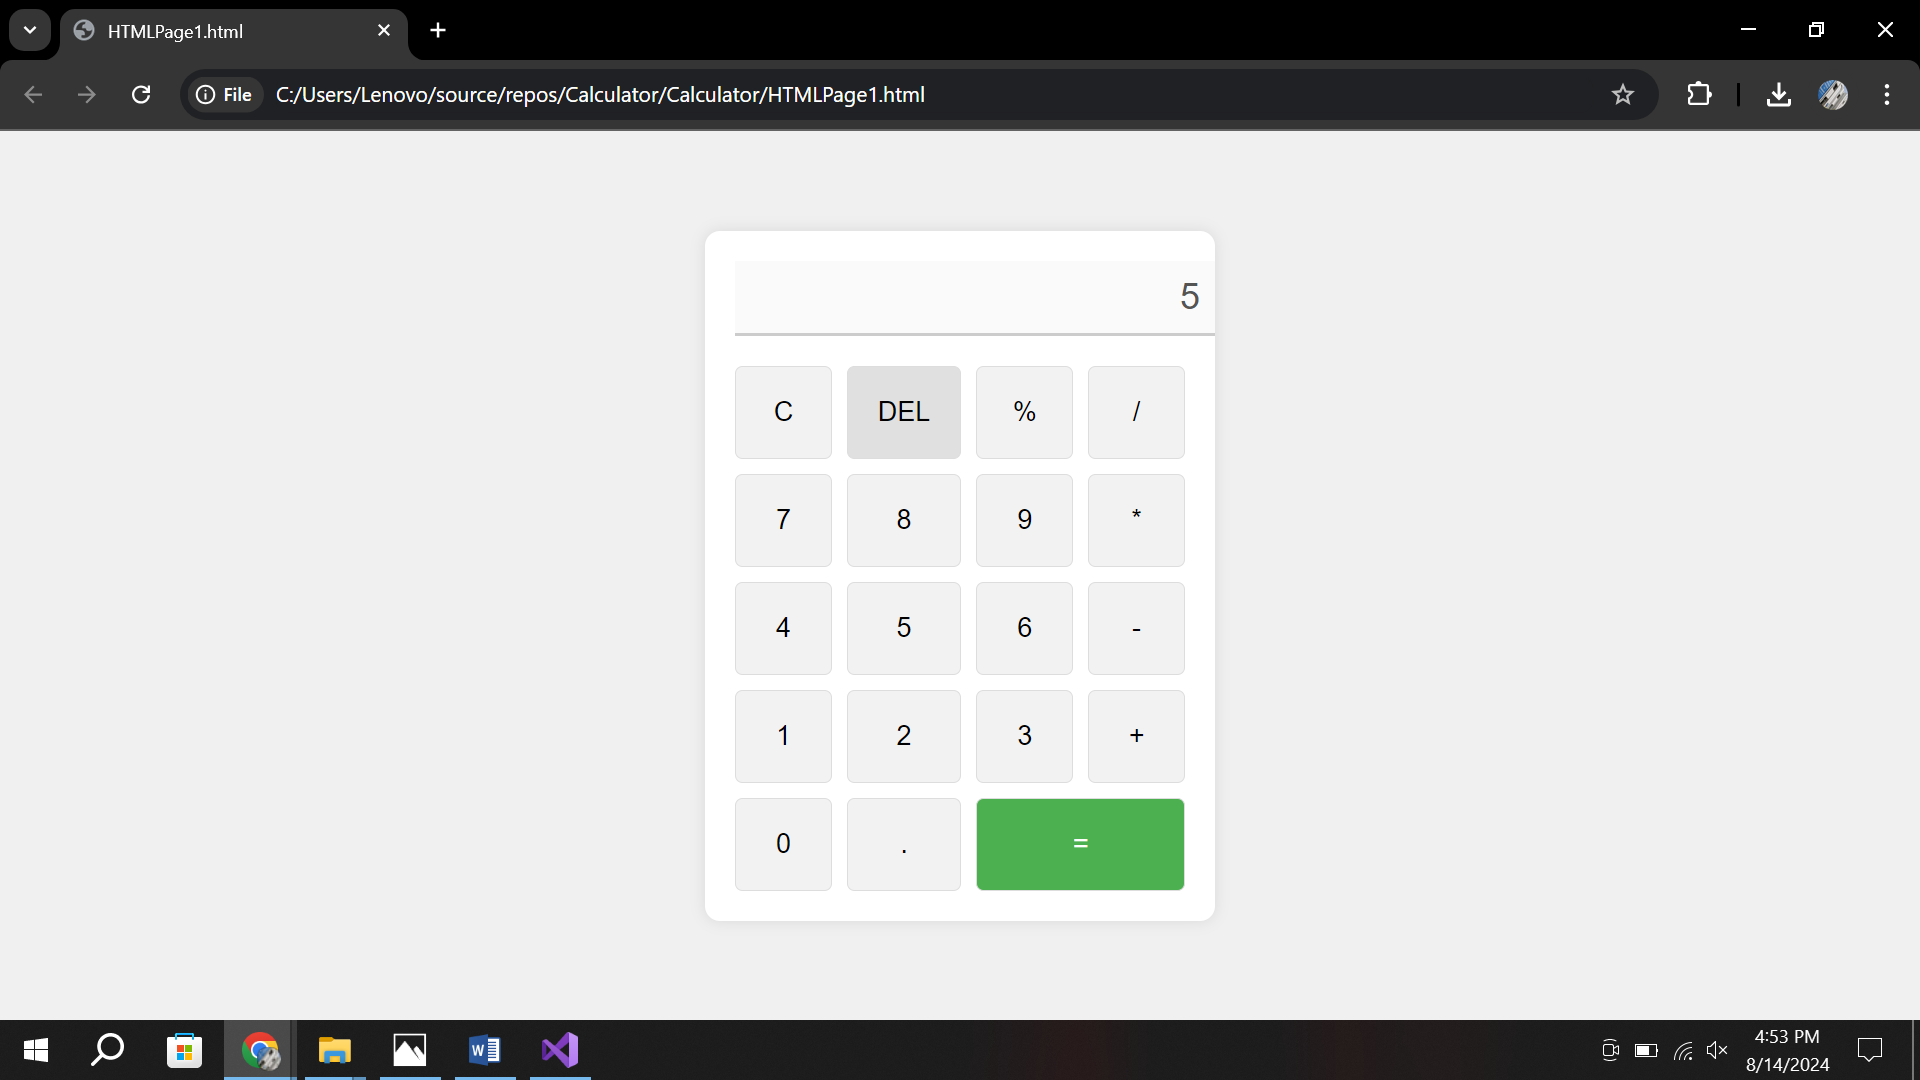 HTMLPage1.html
File C:/Users/Lenovo/source/repos/Calculator/Calculator/HTMLPage1.html
5
C DEL % /
7 8 9 *
4 5 6 -
1 2 3 +
0 . =
W
4:53 PM
8/14/2024